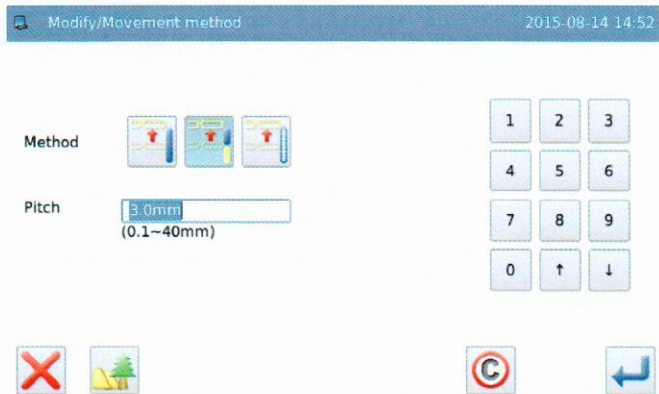 Modify/Movement method 2015-08-14 14:52
Method
Pitch 3.0mm
(0.1~40mm)
1 2 3
4 5 6
7 8 9
0 ↑ ↓
C